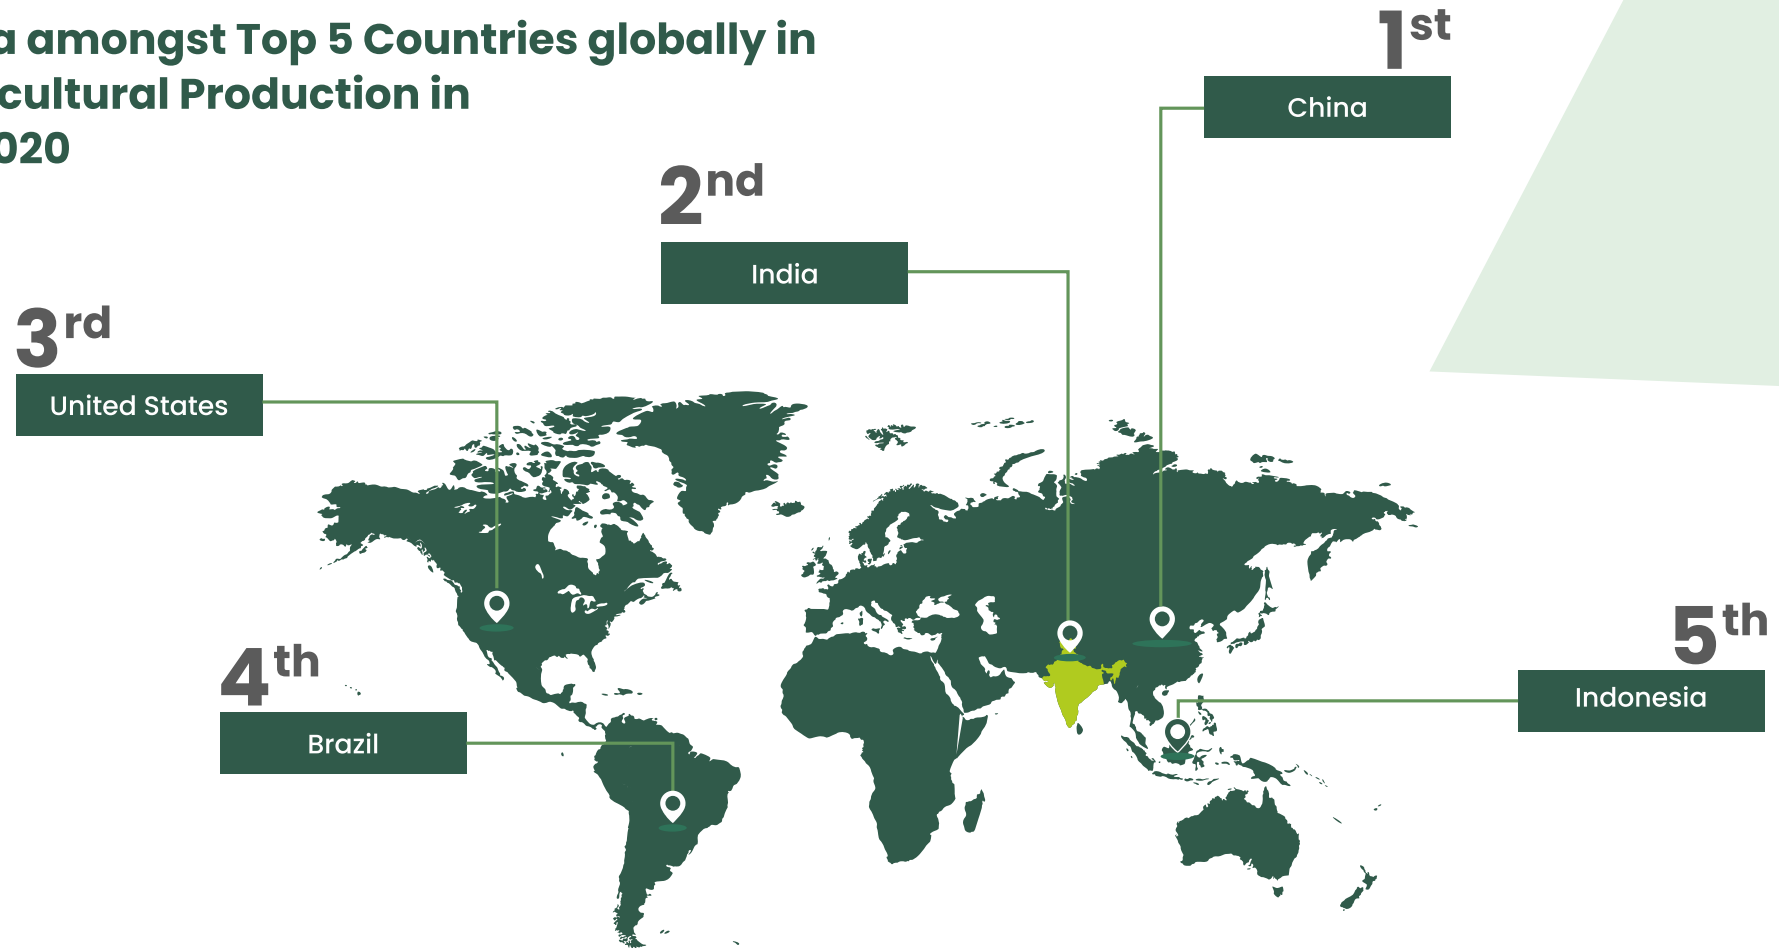 a amongst Top 5 Countries globally in
cultural Production in
020
1st
China
2nd
India
3rd
United States
4th
Brazil
5th
Indonesia